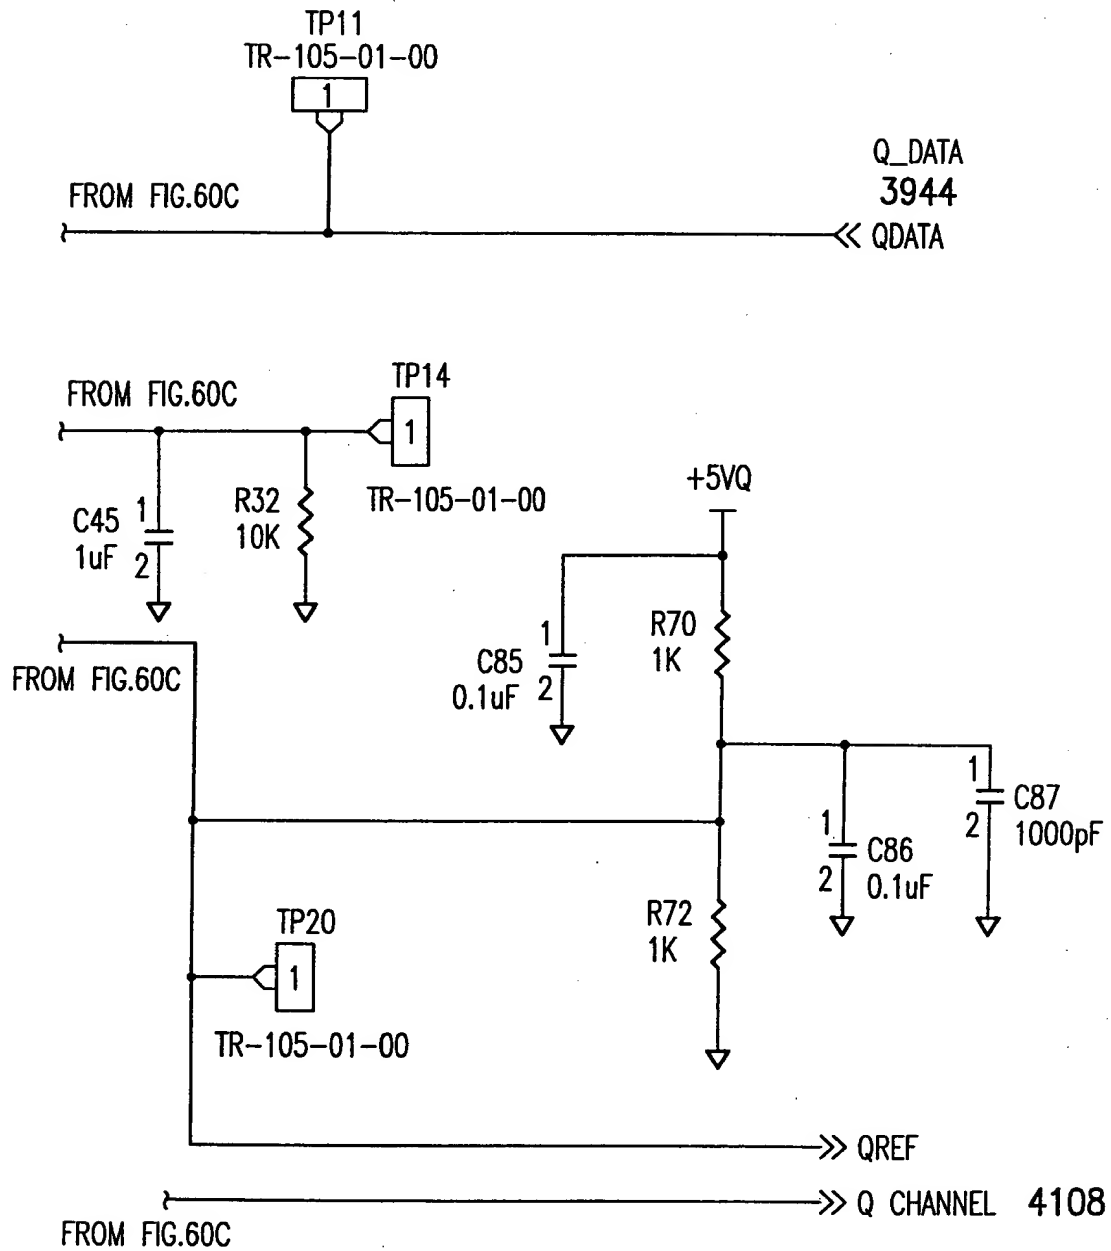 TP11
TR-105-01-00
1
Q_DATA
3944
FROM FIG.60C
QDATA
TP14
FROM FIG.60C
1
TR-105-01-00
+5VQ
C45
1uF
1
2
R32
10K
R70
1K
C85
0.1uF
1
2
FROM FIG.60C
1
2
C87
1000pF
1
2
C86
0.1uF
R72
1K
TP20
1
TR-105-01-00
QREF
Q CHANNEL 4108
FROM FIG.60C